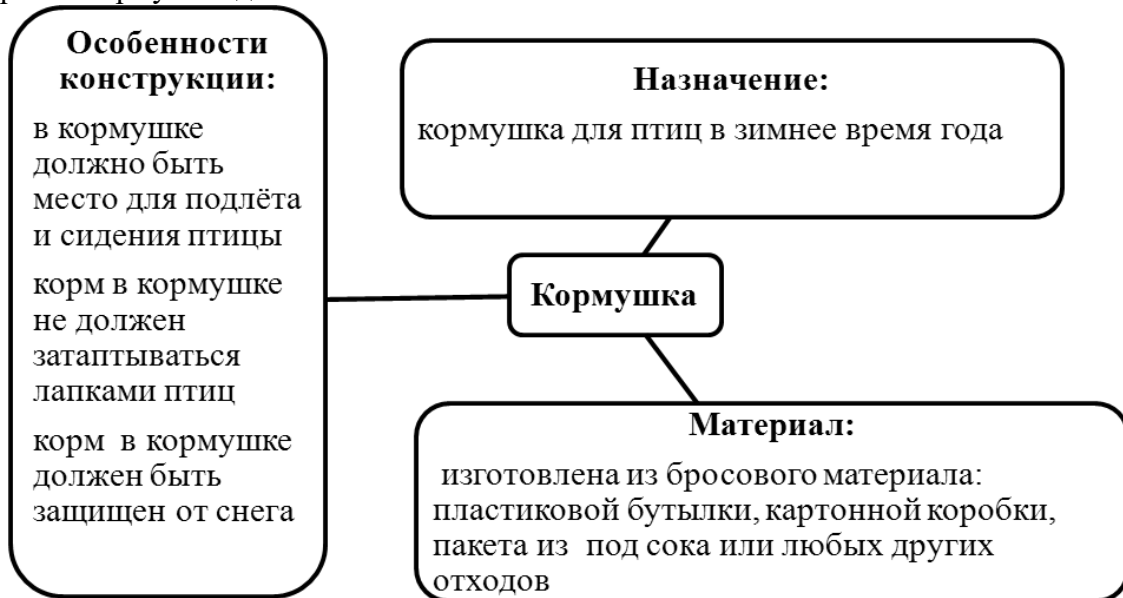 Особенности
конструкции:
в кормушке
должно быть
место для подлёта
и сидения птицы
корм в кормушке
не должен
затаптываться
лапками птиц
корм в кормушке
должен быть
защищен от снега
Назначение:
кормушка для птиц в зимнее время года
Кормушка
Материал:
изготовлена из бросового материала:
пластиковой бутылки, картонной коробки,
пакета из под сока или любых других
отходов